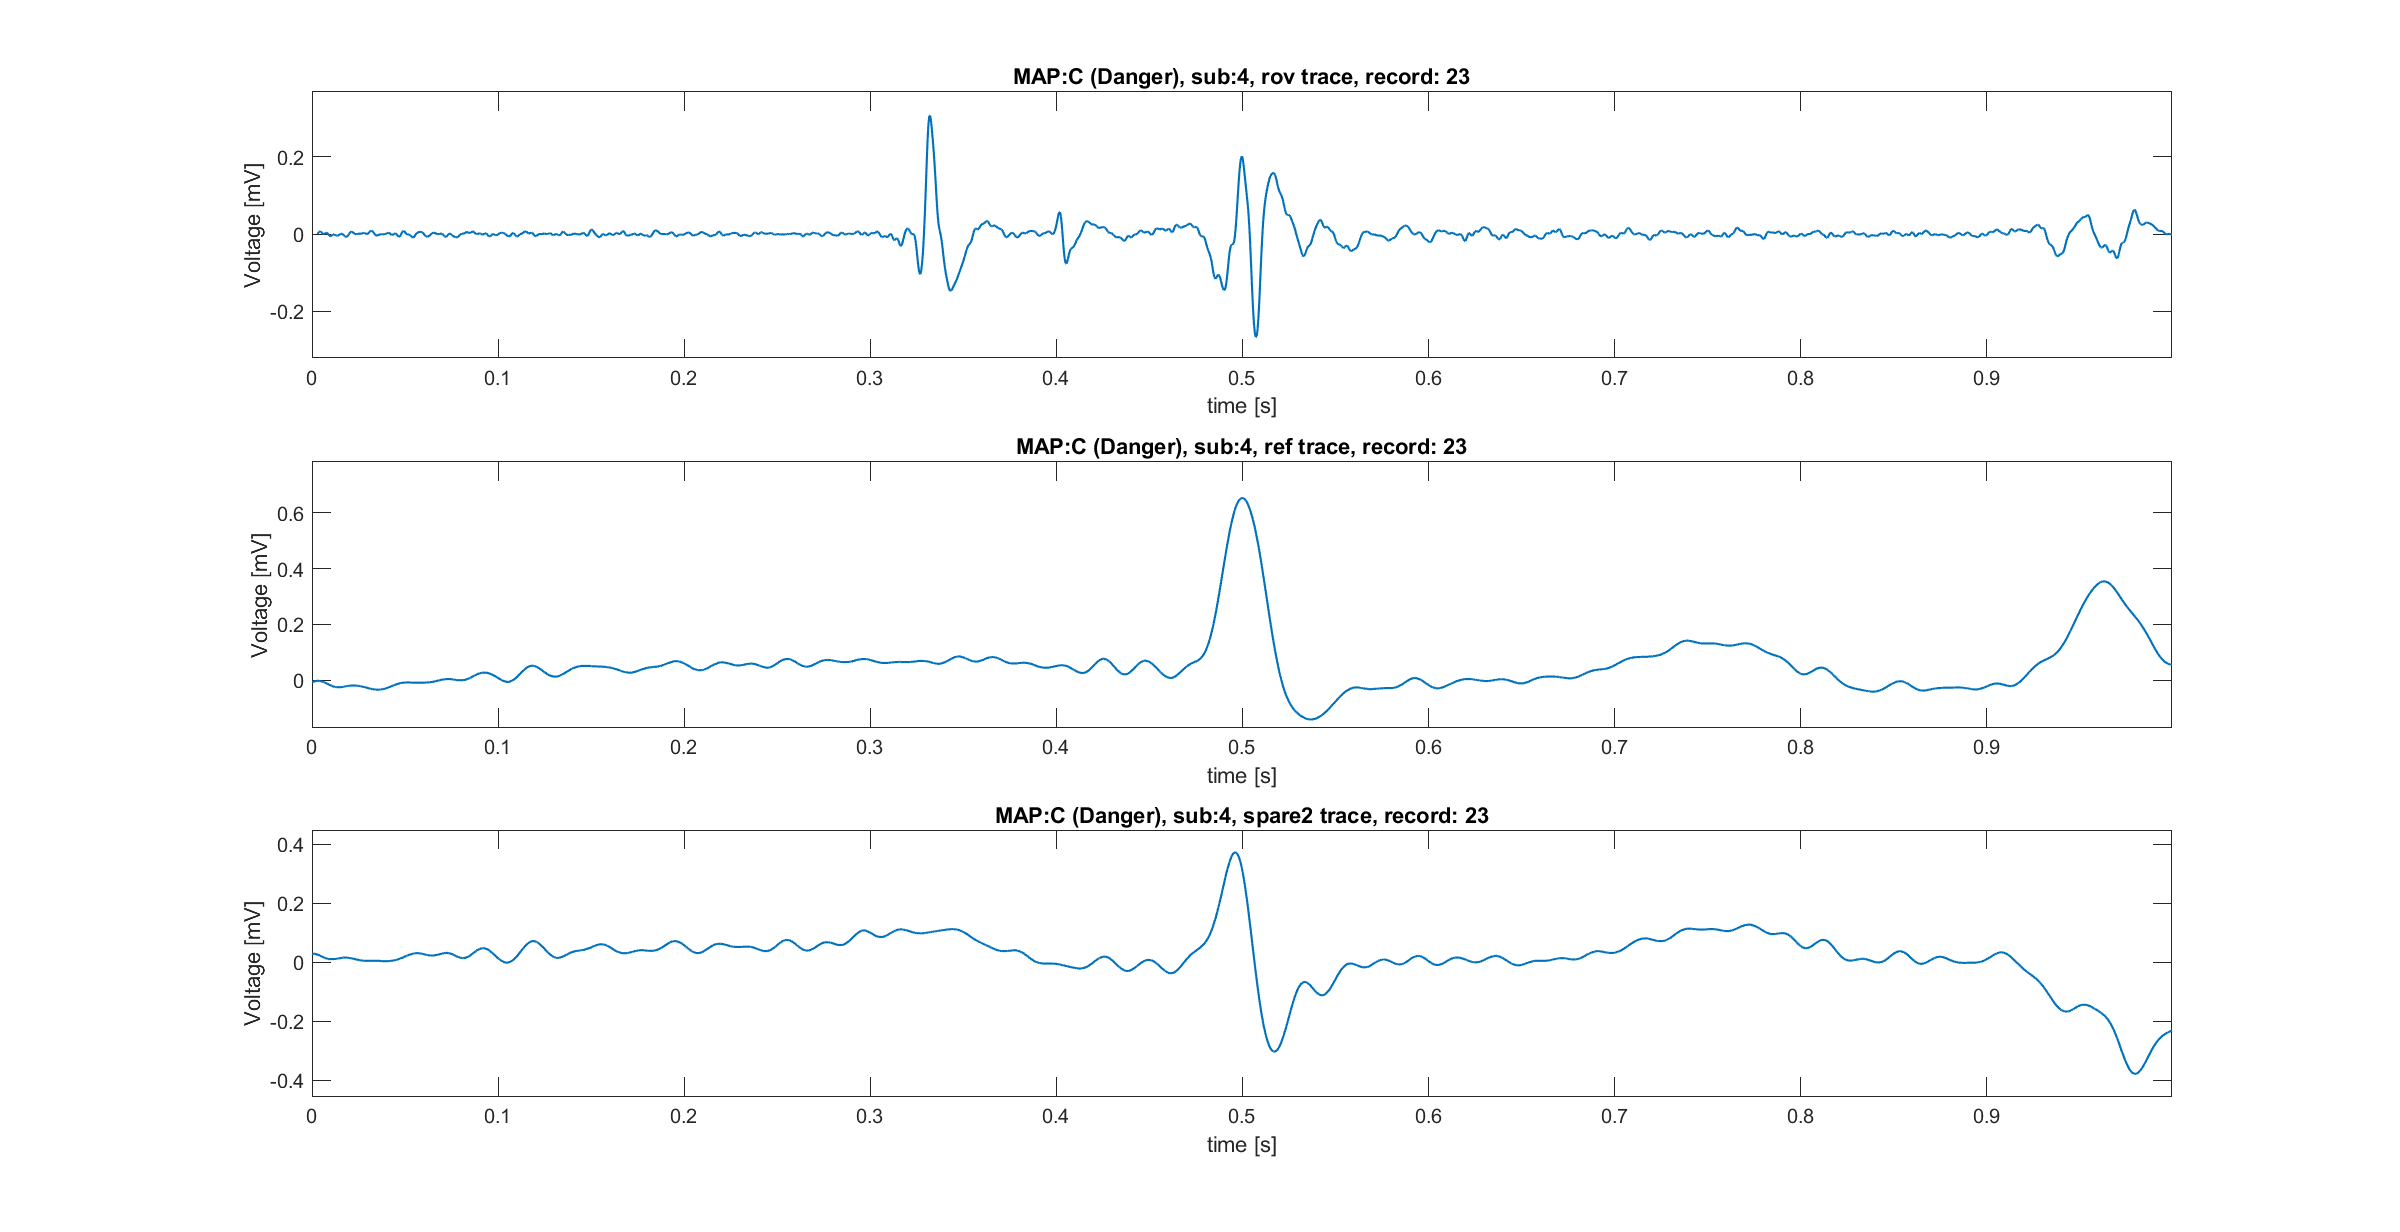 MAP:C (Danger), sub:4, rov trace, record: 23
Voltage [mV]
0.2
0
-0.2
0 0.1 0.2 0.3 0.4 0.5 0.6 0.7 0.8 0.9
time [s]
MAP:C (Danger), sub:4, ref trace, record: 23
Voltage [mV]
0.6
0.4
0.2
0
0 0.1 0.2 0.3 0.4 0.5 0.6 0.7 0.8 0.9
time [s]
MAP:C (Danger), sub:4, spare2 trace, record: 23
Voltage [mV]
0.4
0.2
0
-0.2
-0.4
0 0.1 0.2 0.3 0.4 0.5 0.6 0.7 0.8 0.9
time [s]